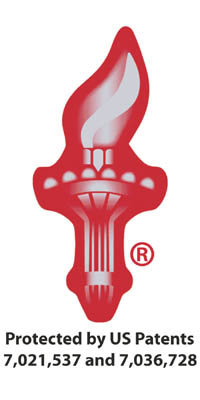 ®
Protected by US Patents
7,021,537 and 7,036,728